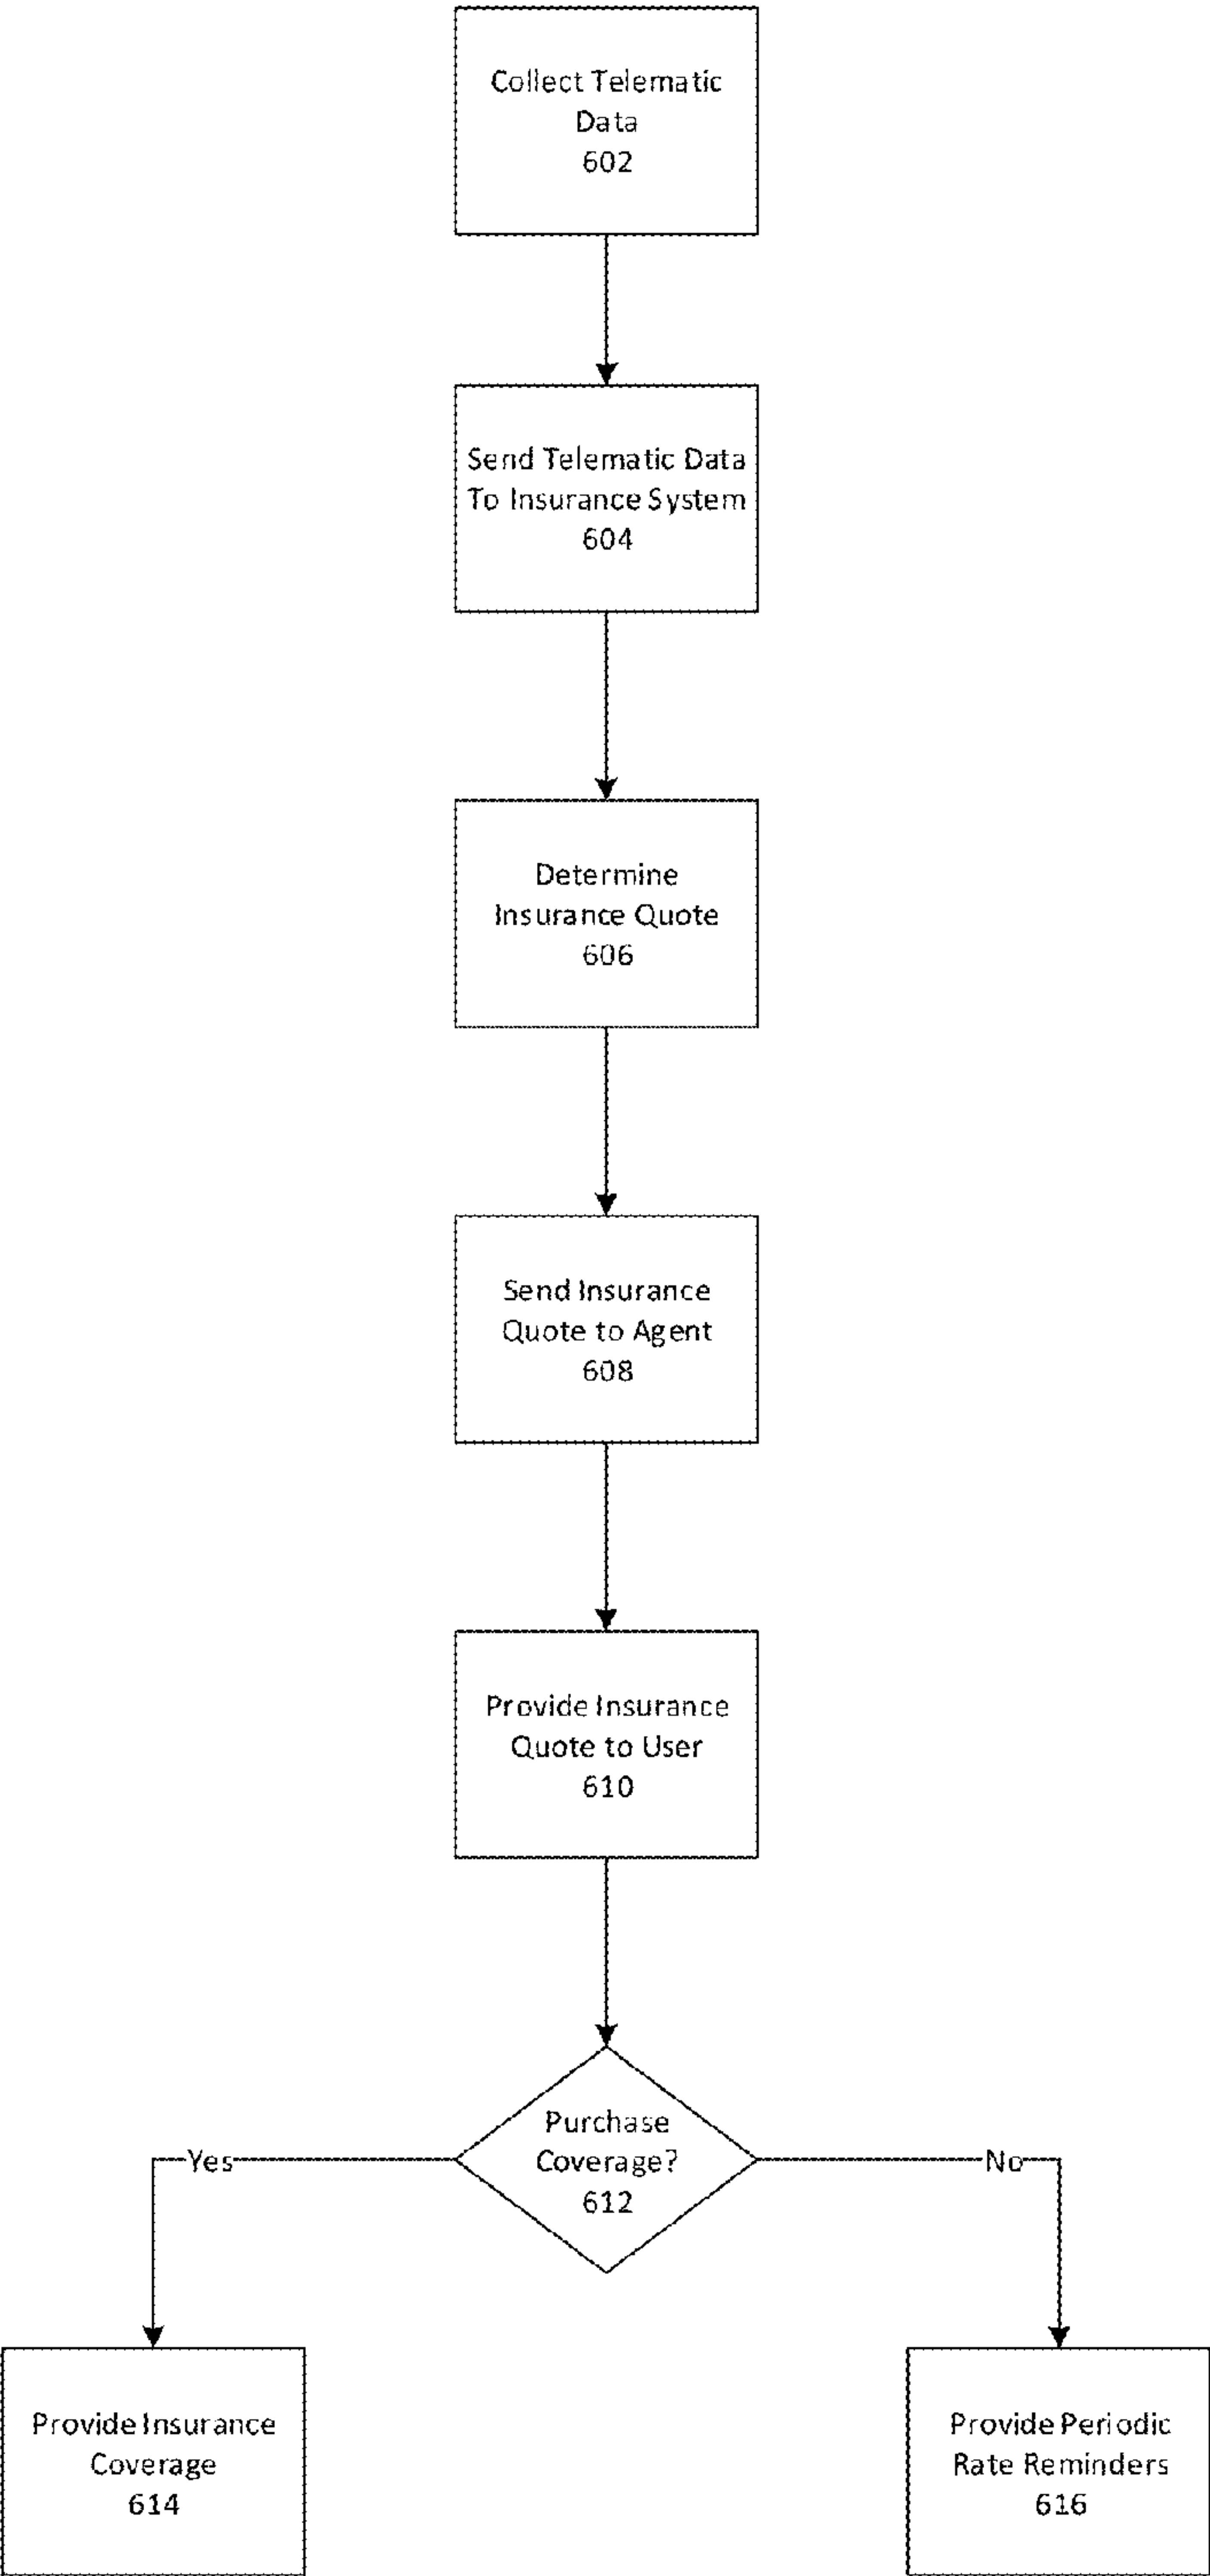 Collect Telematic
Data
602
Send Telematic Data
To Insurance System
604
Determine
Insurance Quote
606
Send Insurance
Quote to Agent
608
Provide Insurance
Quote to User
610
Purchase
Coverage?
612
Yes
No
Provide Insurance
Coverage
614
Provide Periodic
Rate Reminders
616